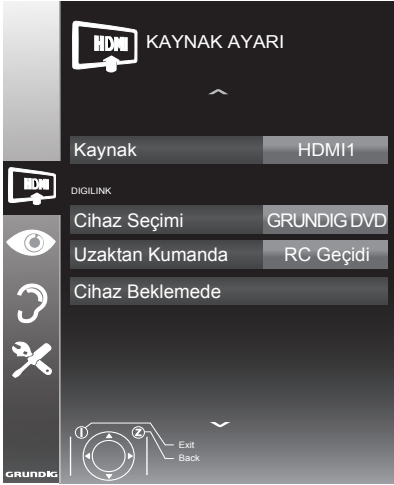 HDMI KAYNAK AYARI
Kaynak HDMI1
HDMI
DIGILINK
Cihaz Seçimi GRUNDIG DVD
Uzaktan Kumanda RC Geçidi
Cihaz Beklemede
Z
Exit
Back
GRUNDIG